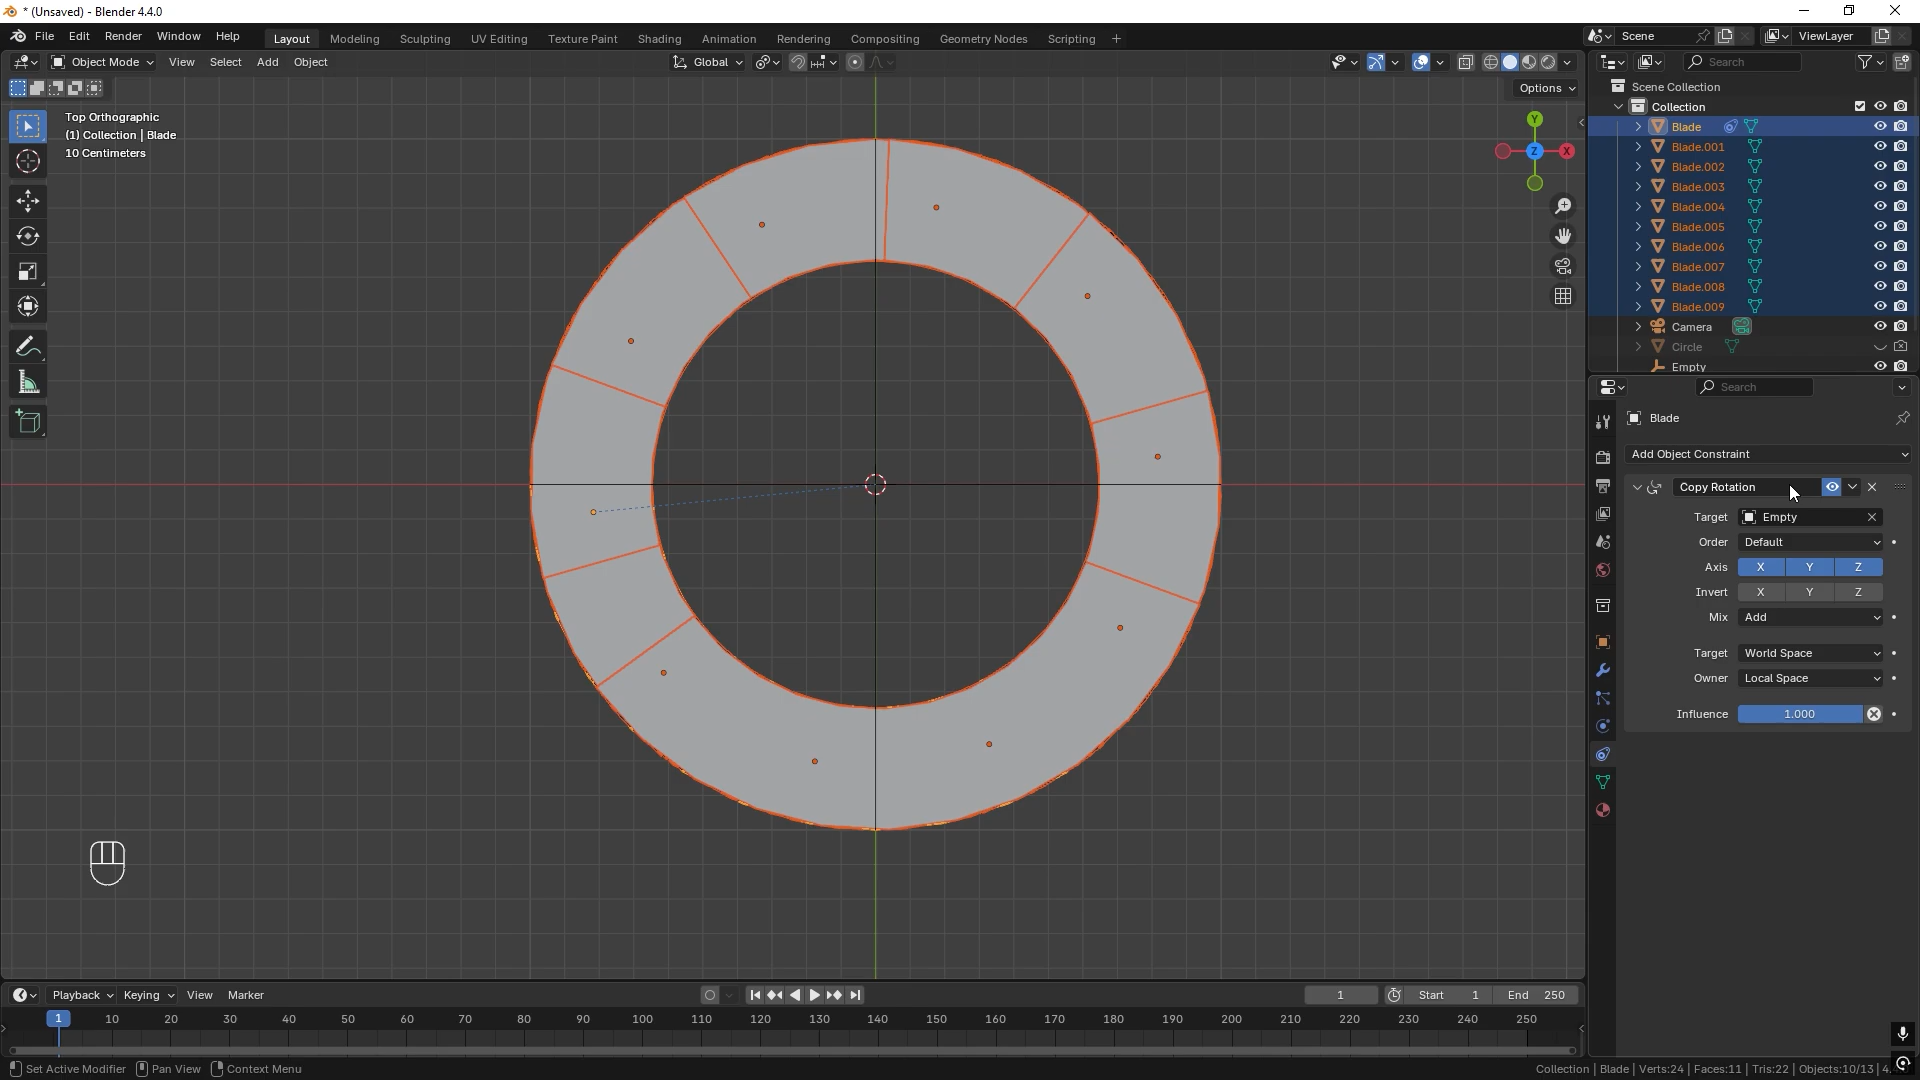 * (Unsaved) - Blender 4.4.0
File Edit Render Window Help
Layout Modeling Sculpting UV Editing Texture Paint Shading Animation Rendering Compositing Geometry Nodes Scripting +
Scene
ViewLayer
Object Mode View Select Add Object
Global
Search
Options
Top Orthographic
(1) Collection | Blade
10 Centimeters
Y
Z
X
Scene Collection
Collection
Blade
Blade.001
Blade.002
Blade.003
Blade.004
Blade.005
Blade.006
Blade.007
Blade.008
Blade.009
Camera
Circle
Empty
Search
Blade
Add Object Constraint
Copy Rotation
Target Empty
Order Default
Axis X Y Z
Invert X Y Z
Mix Add
Target World Space
Owner Local Space
Influence 1.000
Playback Keying View Marker
1
Start 1
End 250
1 10 20 30 40 50 60 70 80 90 100 110 120 130 140 150 160 170 180 190 200 210 220 230 240 250
Set Active Modifier Pan View Context Menu
Collection | Blade | Verts:24 | Faces:11 | Tris:22 | Objects:10/13 | 4.